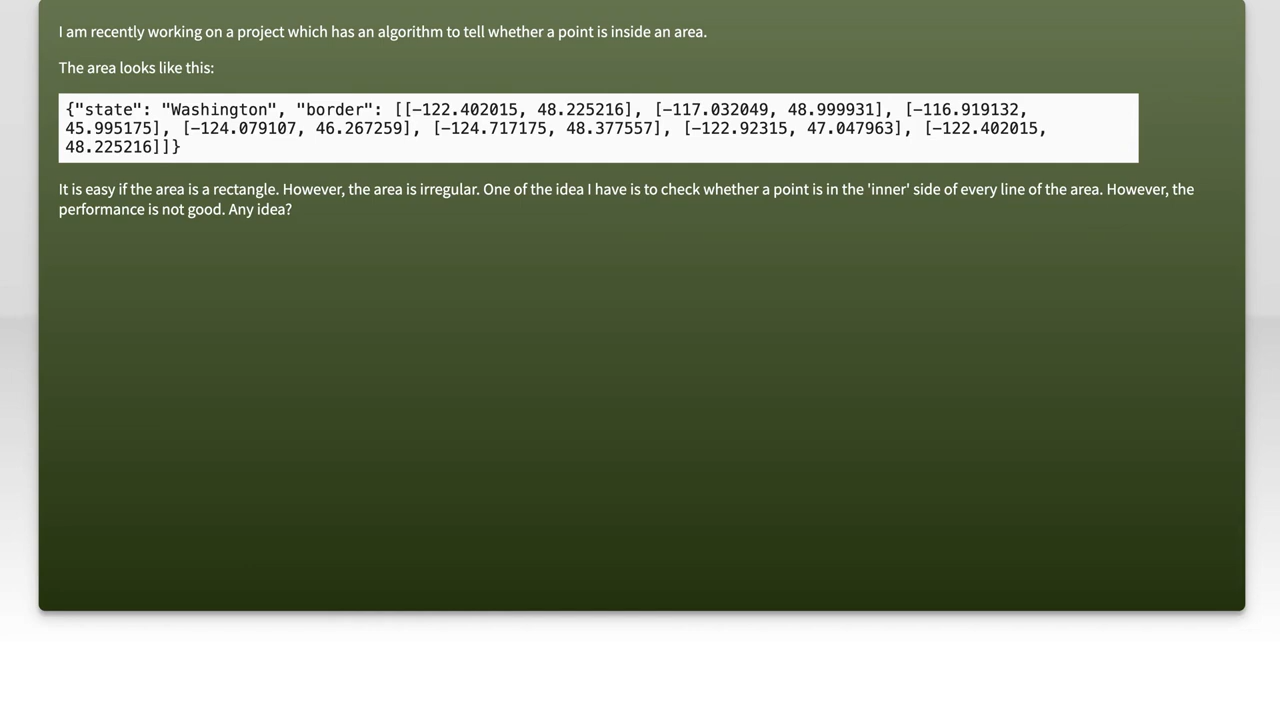 I am recently working on a project which has an algorithm to tell whether a point is inside an area.
The area looks like this:
{"state": "Washington", "border": [[-122.402015, 48.225216], [-117.032049, 48.999931], [-116.919132,
45.995175], [-124.079107, 46.267259], [-124.717175, 48.377557], [-122.92315, 47.047963], [-122.402015,
48.225216]]}
It is easy if the area is a rectangle. However, the area is irregular. One of the idea I have is to check whether a point is in the 'inner' side of every line of the area. However, the
performance is not good. Any idea?